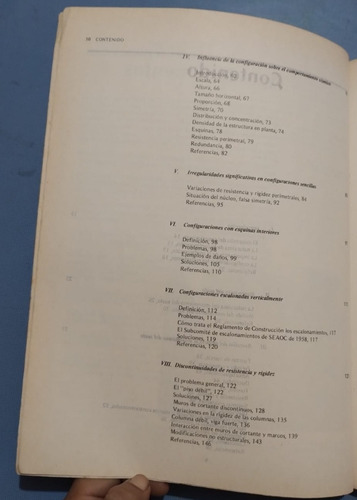 CONTENIDO
Influencia de la configuración sobre el comportamiento sísmico
Escala, 64
Altura, 66
Tamaño horizontal, 67
Proporción, 68
Simetría, 70
Distribución y concentración, 73
Densidad de la estructura en planta, 74
Esquinas, 78
Resistencia perimetral, 79
Redundancia, 80
Referencias, 82
V Irregularidades significativas en configuraciones sencillas
Variaciones de resistencia y rigidez perimetrales, 84
Situación del núcleo, falsa simetría, 92
Referencias, 95
VI Configuraciones con esquinas interiores
Definición, 98
Problemas, 98
Ejemplos de daños, 99
Soluciones, 105
Referencias, 110
VII Configuraciones escalonadas verticalmente
Definición, 112
Problemas, 114
Cómo trata el Reglamento de Construcción los escalonamientos, 117
El Subcomité de escalonamientos de SEAOC de 1958, 117
Soluciones, 119
Referencias, 120
VIII Discontinuidades de resistencia y rigidez
El problema general, 122
El "piso débil", 122
Soluciones, 127
Muros de cortante discontinuos, 128
Variaciones en la rigidez de las columnas, 135
Columna débil, viga fuerte, 136
Interacción entre muros de cortante y marcos, 139
Modificaciones no estructurales, 143
Referencias, 146